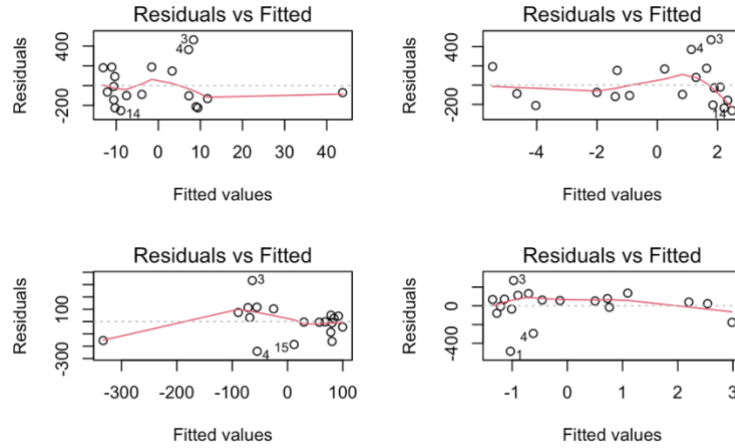 Residuals vs Fitted
Residuals
400
-200
3
4
14
-10 0 10 20 30 40
Fitted values
Residuals vs Fitted
Residuals
400
-200
3
4
14
-4 -2 0 2
Fitted values
Residuals vs Fitted
Residuals
100
-300
3
4
15
-300 -200 -100 0 100
Fitted values
Residuals vs Fitted
Residuals
0
-400
3
4
1
-1 0 1 2 3
Fitted values